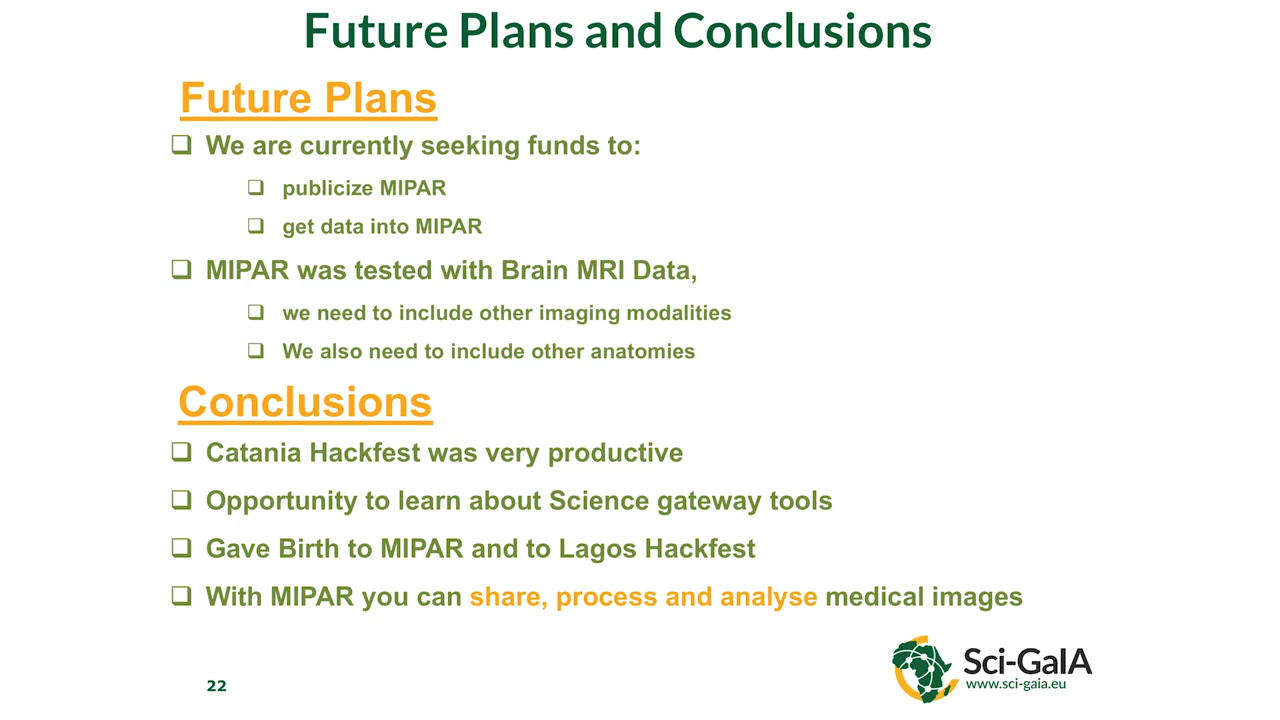 Future Plans and Conclusions
Future Plans
We are currently seeking funds to:
publicize MIPAR
get data into MIPAR
MIPAR was tested with Brain MRI Data,
we need to include other imaging modalities
We also need to include other anatomies
Conclusions
Catania Hackfest was very productive
Opportunity to learn about Science gateway tools
Gave Birth to MIPAR and to Lagos Hackfest
With MIPAR you can share, process and analyse medical images
22
Sci-GaIA
www.sci-gaia.eu